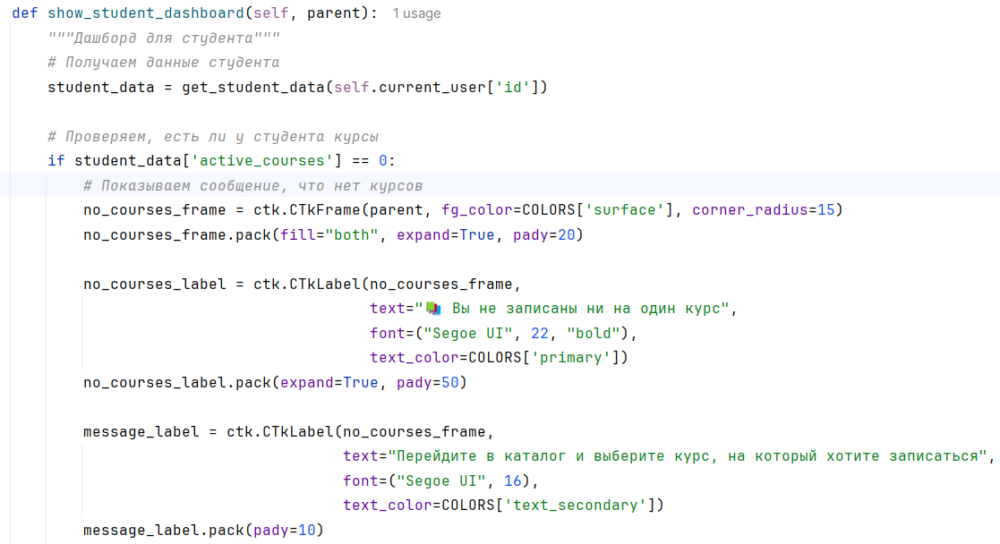 def show_student_dashboard(self, parent): 1 usage
    """Дашборд для студента"""
    # Получаем данные студента
    student_data = get_student_data(self.current_user['id'])

    # Проверяем, есть ли у студента курсы
    if student_data['active_courses'] == 0:
        # Показываем сообщение, что нет курсов
        no_courses_frame = ctk.CTkFrame(parent, fg_color=COLORS['surface'], corner_radius=15)
        no_courses_frame.pack(fill="both", expand=True, pady=20)

        no_courses_label = ctk.CTkLabel(no_courses_frame,
                                        text="📚 Вы не записаны ни на один курс",
                                        font=("Segoe UI", 22, "bold"),
                                        text_color=COLORS['primary'])
        no_courses_label.pack(expand=True, pady=50)

        message_label = ctk.CTkLabel(no_courses_frame,
                                     text="Перейдите в каталог и выберите курс, на который хотите записаться",
                                     font=("Segoe UI", 16),
                                     text_color=COLORS['text_secondary'])
        message_label.pack(pady=10)